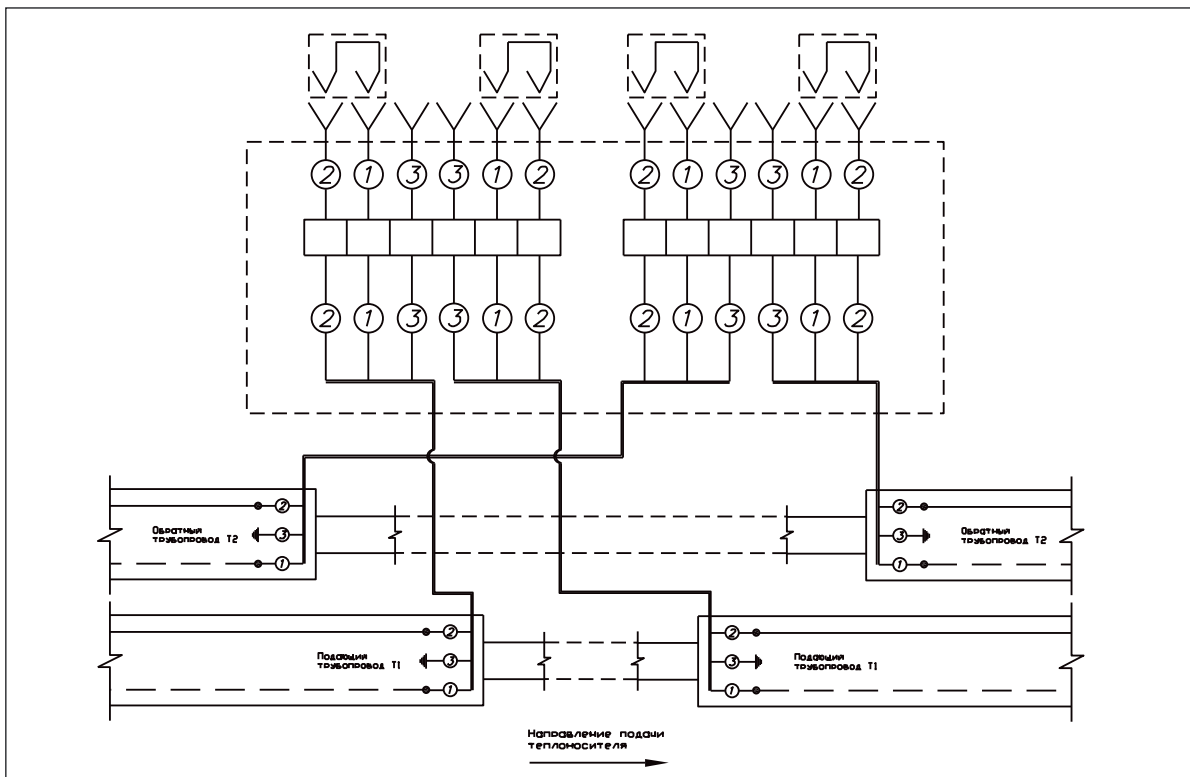 2 1 3 3 1 2 2 1 3 3 1 2
2 1 3 3 1 2 2 1 3 3 1 2
2
Обратный
трубопровод Т2
3
1
2
Обратный
трубопровод Т2
3
1
2
Подающий
трубопровод Т1
3
1
2
Подающий
трубопровод Т1
3
1
Направление подачи
теплоносителя